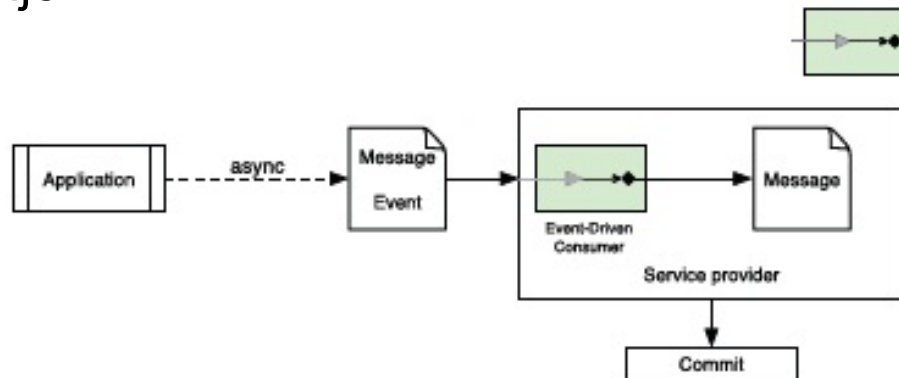 Application
async
Message
Event
Event-Driven
Consumer
Message
Service provider
Commit